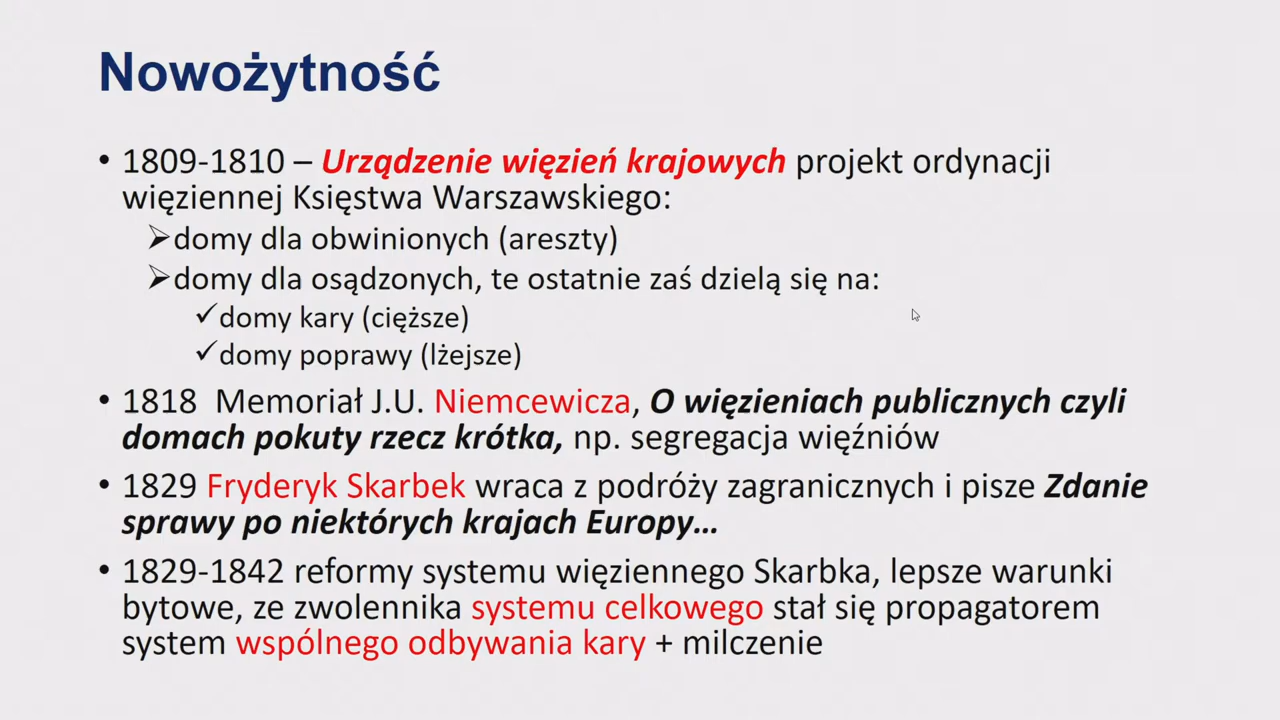 Nowożytność
• 1809-1810 – Urządzenie więzień krajowych projekt ordynacji
więziennej Księstwa Warszawskiego:
➢domy dla obwinionych (areszty)
➢domy dla osądzonych, te ostatnie zaś dzielą się na:
✓domy kary (cięższe)
✓domy poprawy (lżejsze)
• 1818 Memoriał J.U. Niemcewicza, O więzieniach publicznych czyli
domach pokuty rzecz krótka, np. segregacja więźniów
• 1829 Fryderyk Skarbek wraca z podróży zagranicznych i pisze Zdanie
sprawy po niektórych krajach Europy...
• 1829-1842 reformy systemu więziennego Skarbka, lepsze warunki
bytowe, ze zwolennika systemu celkowego stał się propagatorem
system wspólnego odbywania kary + milczenie